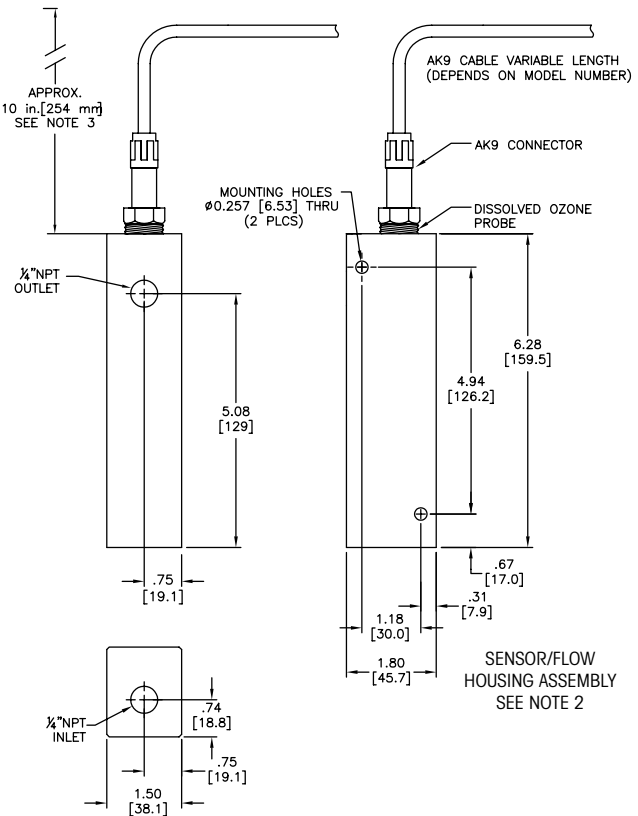 APPROX.
10 in.[254 mm]
SEE NOTE 3
AK9 CABLE VARIABLE LENGTH
(DEPENDS ON MODEL NUMBER)
AK9 CONNECTOR
MOUNTING HOLES
Ø0.257 [6.53] THRU
(2 PLCS)
DISSOLVED OZONE
PROBE
¼"NPT
OUTLET
5.08
[129]
.75
[19.1]
6.28
[159.5]
4.94
[126.2]
.67
[17.0]
.31
[7.9]
1.18
[30.0]
1.80
[45.7]
SENSOR/FLOW
HOUSING ASSEMBLY
SEE NOTE 2
¼"NPT
INLET
.74
[18.8]
.75
[19.1]
1.50
[38.1]